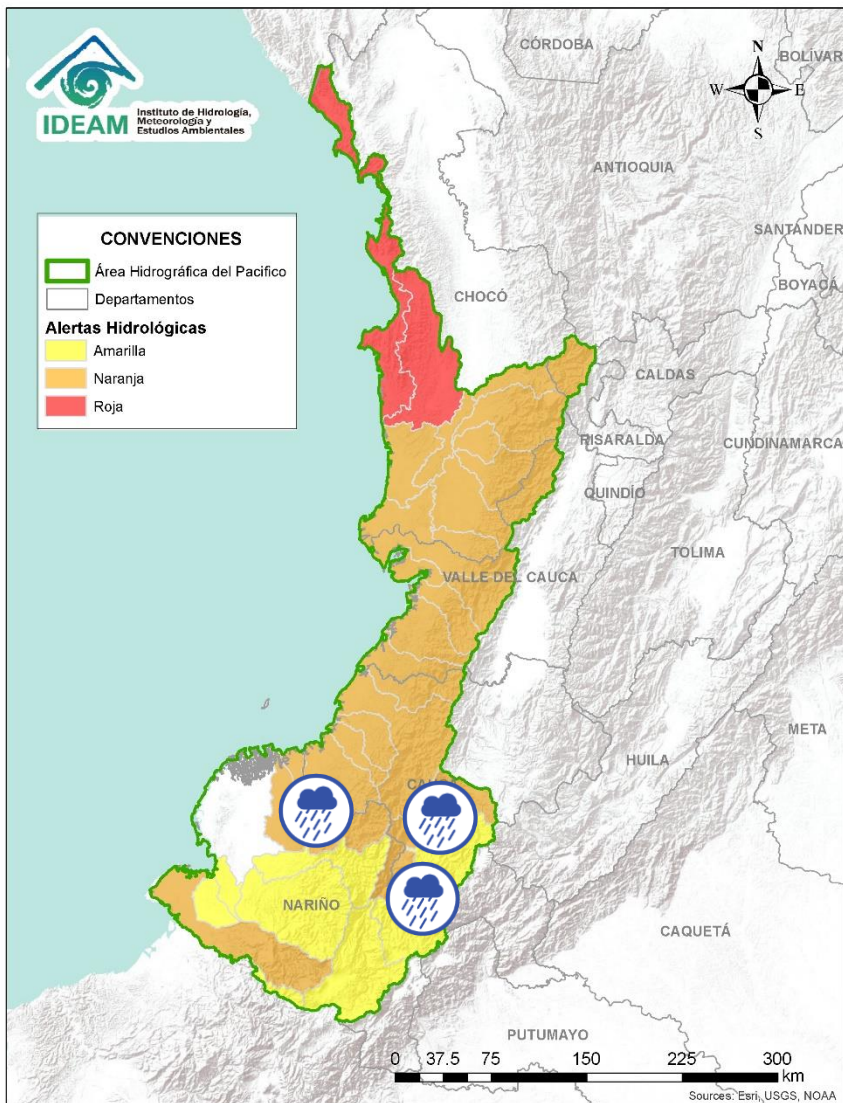 IDEAM
Instituto de Hidrología,
Meteorología y
Estudios Ambientales
N
W
E
S
CONVENCIONES
Área Hidrográfica del Pacifico
Departamentos
Alertas Hidrológicas
Amarilla
Naranja
Roja
CÓRDOBA
BOLÍVAR
ANTIOQUIA
SANTANDER
BOYACÁ
CHOCÓ
CALDAS
RISARALDA
CUNDINAMARCA
QUINDÍO
TOLIMA
VALLE DEL CAUCA
META
HUILA
NARIÑO
CAQUETÁ
PUTUMAYO
0 37.5 75 150 225 300
km
Sources: Esri, USGS, NOAA